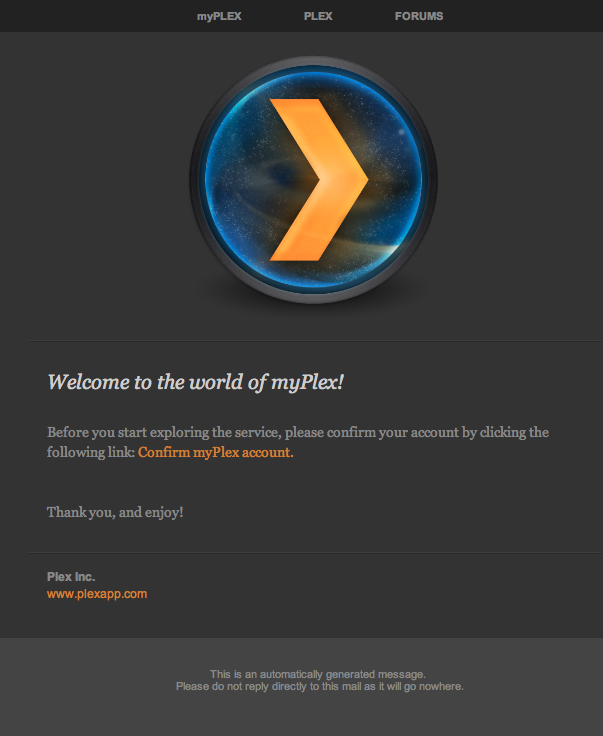 myPLEX PLEX FORUMS
Welcome to the world of myPlex!
Before you start exploring the service, please confirm your account by clicking the
following link: Confirm myPlex account.
Thank you, and enjoy!
Plex Inc.
www.plexapp.com
This is an automatically generated message.
Please do not reply directly to this mail as it will go nowhere.